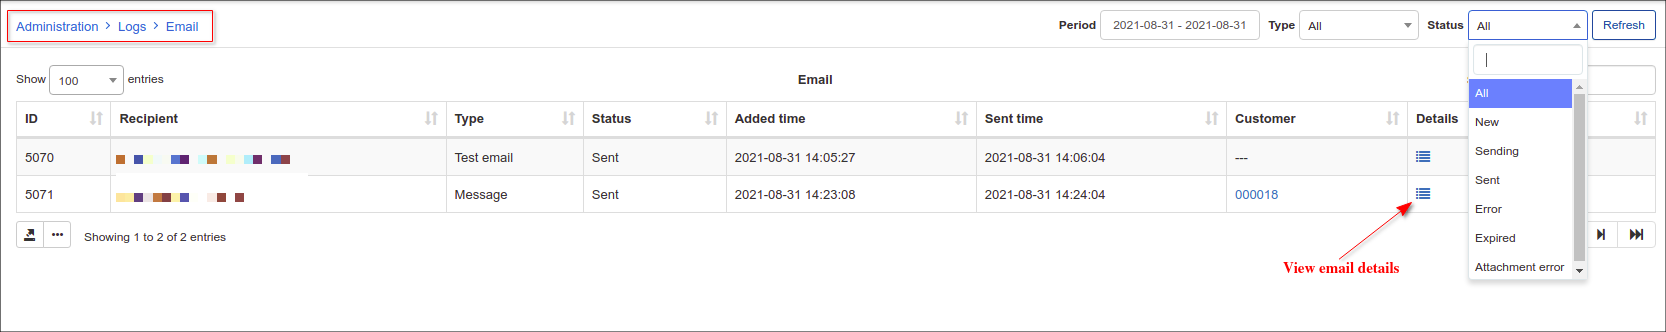 Administration > Logs > Email
Period 2021-08-31 - 2021-08-31 Type All Status All Refresh
Show 100 entries
Email
ID Recipient Type Status Added time Sent time Customer Details
5070 Test email Sent 2021-08-31 14:05:27 2021-08-31 14:06:04 ---
5071 Message Sent 2021-08-31 14:23:08 2021-08-31 14:24:04 000018
Showing 1 to 2 of 2 entries
View email details
All
New
Sending
Sent
Error
Expired
Attachment error